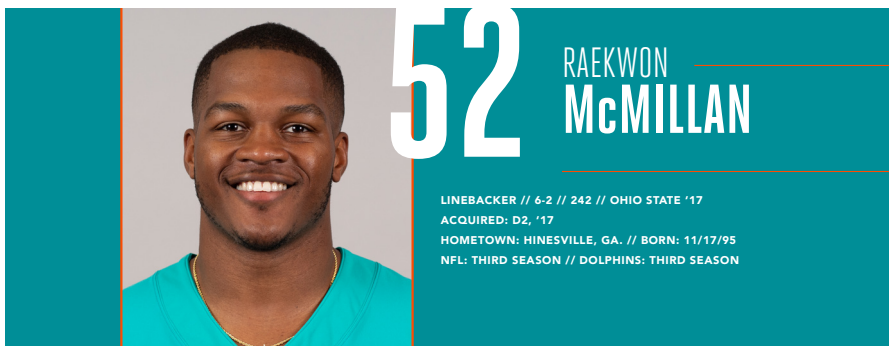 52
RAEKWON
McMILLAN
LINEBACKER // 6-2 // 242 // OHIO STATE ’17
ACQUIRED: D2, ’17
HOMETOWN: HINESVILLE, GA. // BORN: 11/17/95
NFL: THIRD SEASON // DOLPHINS: THIRD SEASON